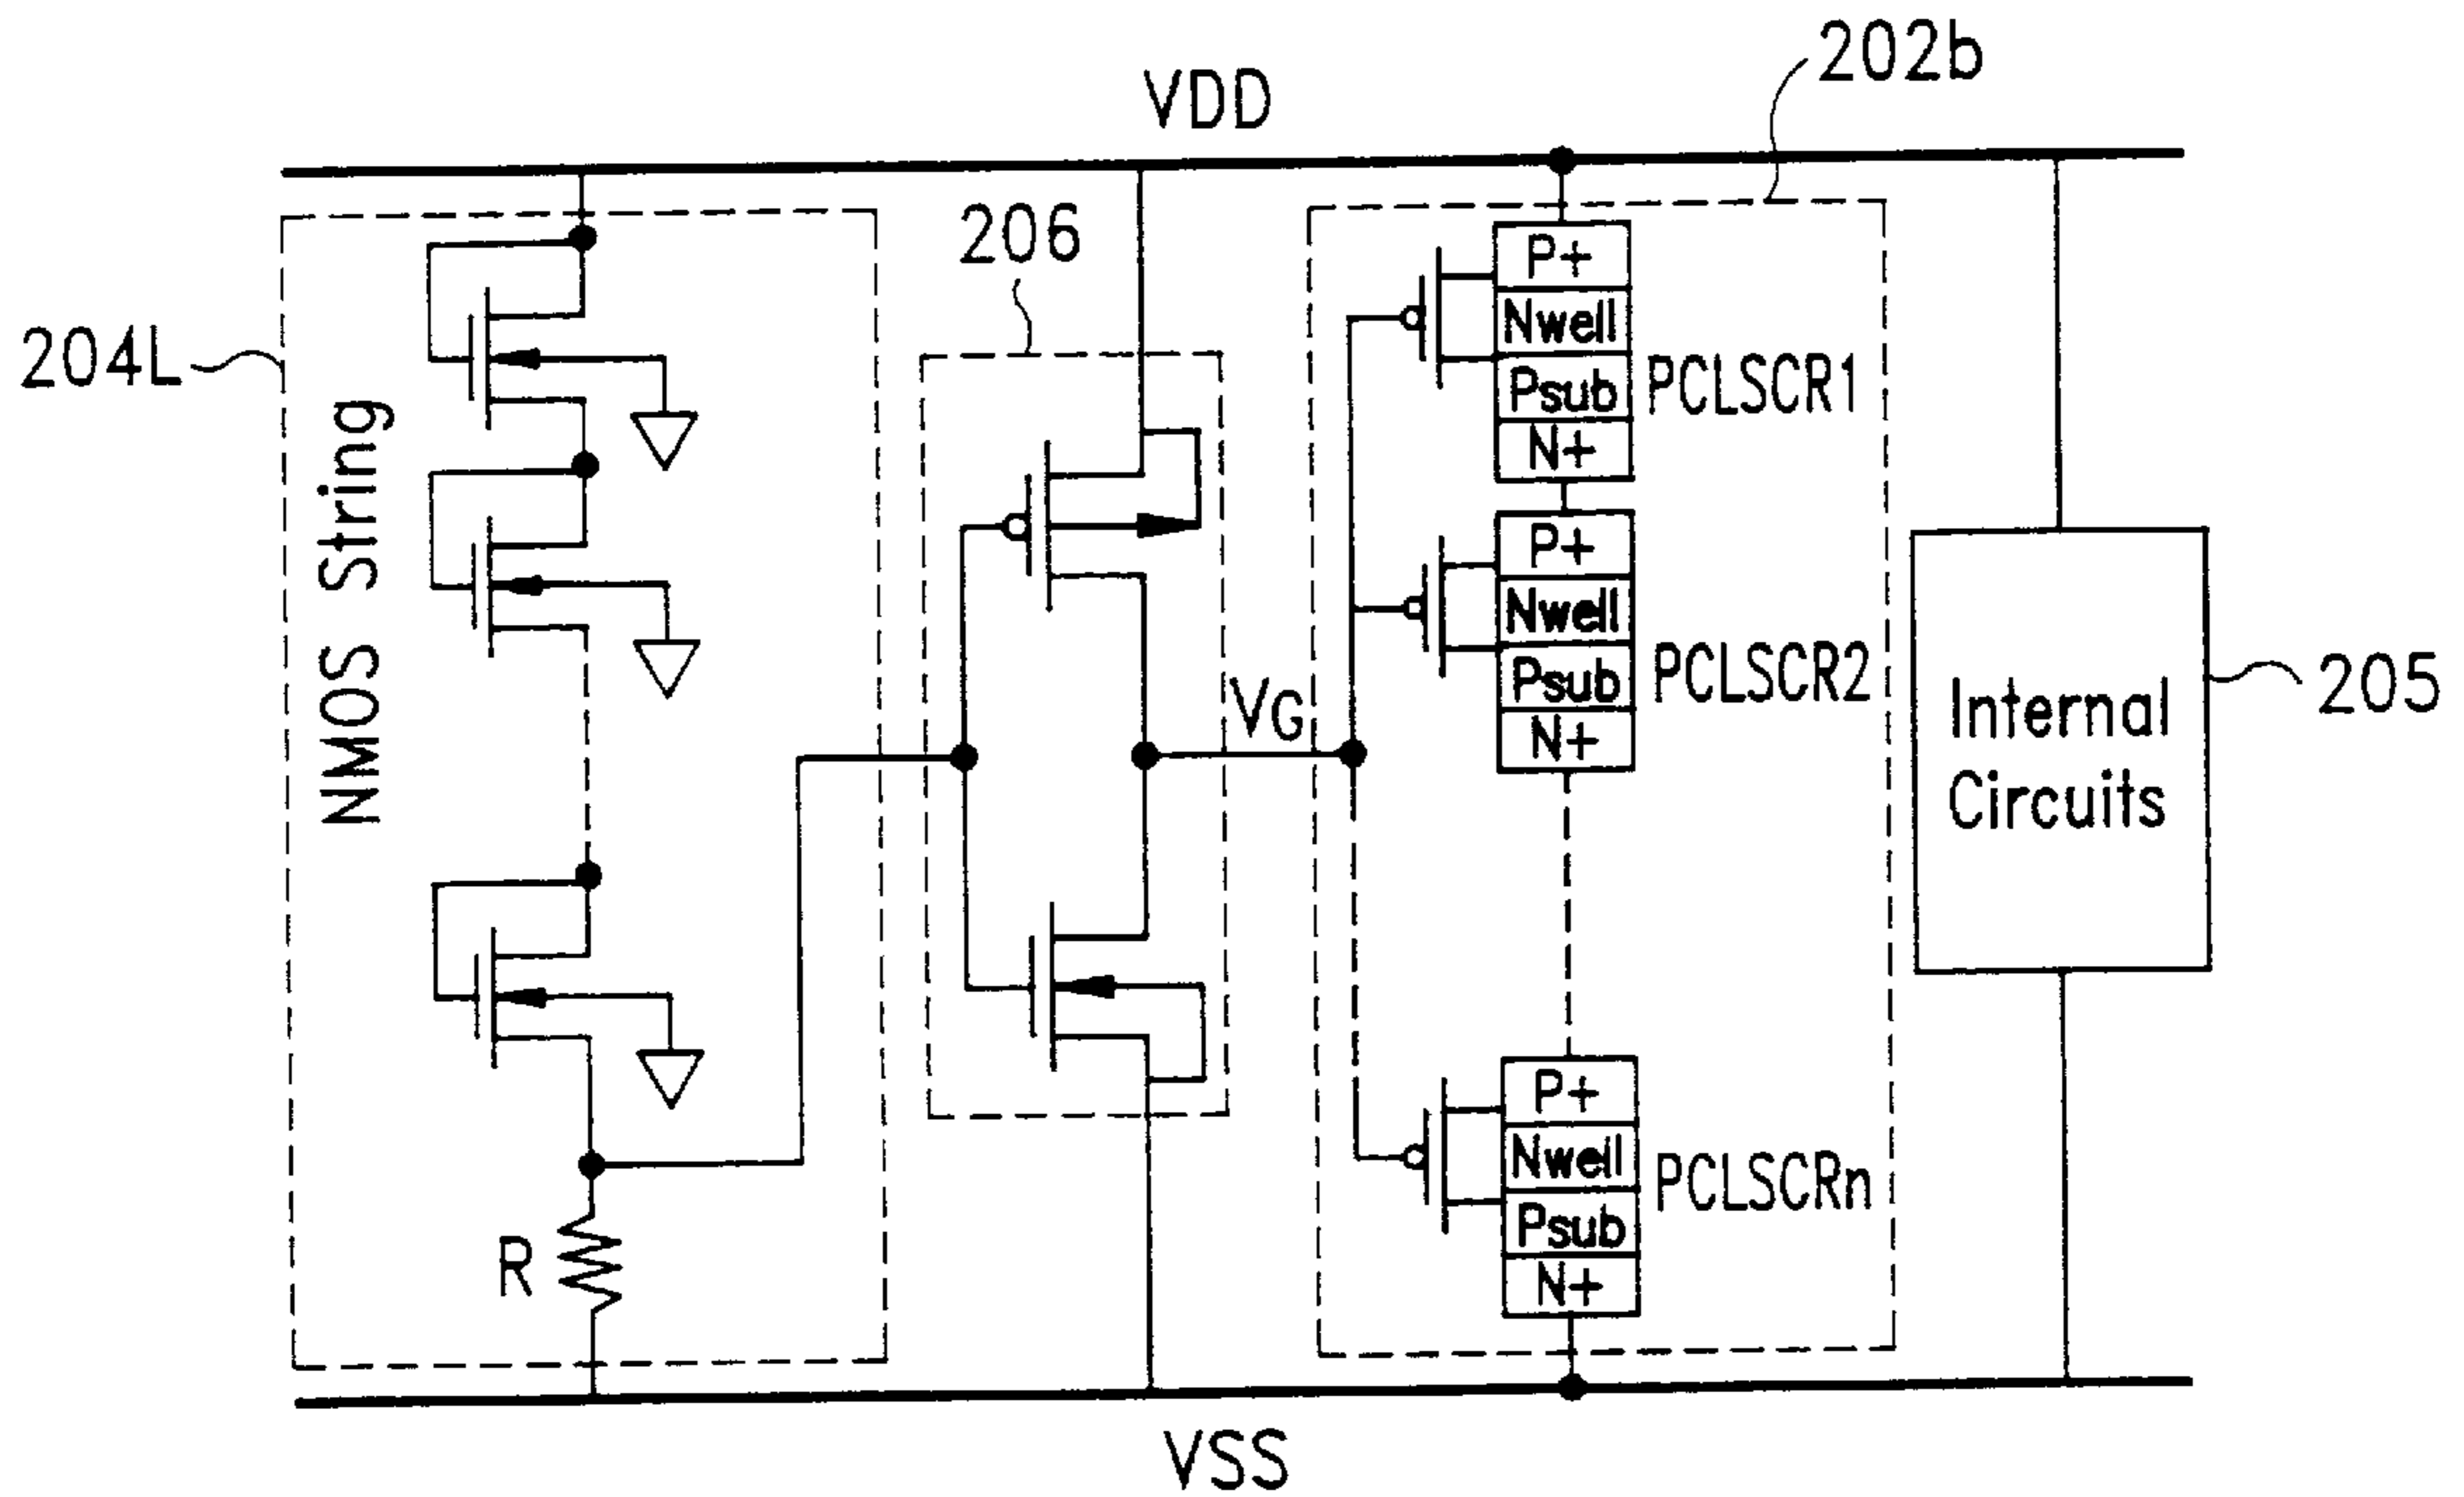 202b
VDD
206
P+
Nwell
Psub
N+
PCLSCR1
204L
NMOS String
P+
Nwell
Psub
N+
PCLSCR2
VG
Internal
Circuits
205
P+
Nwell
Psub
N+
PCLSCRn
R
VSS